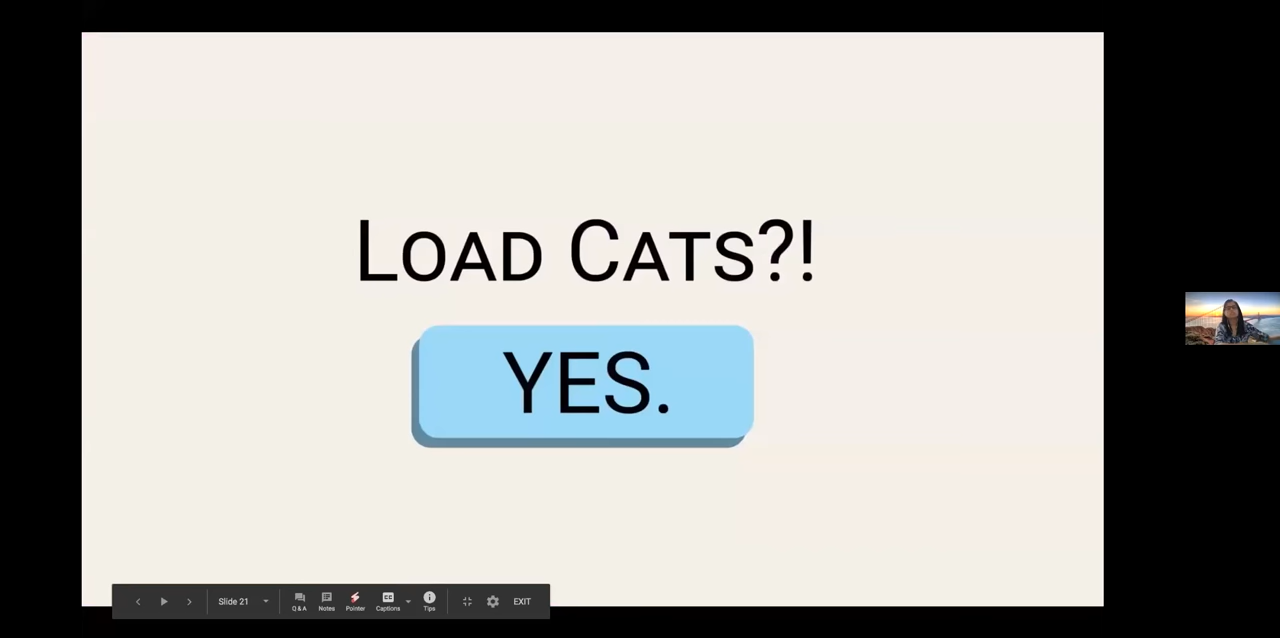 Load Cats?!
YES.
Slide 21
Q&A Notes Pointer Captions Tips EXIT